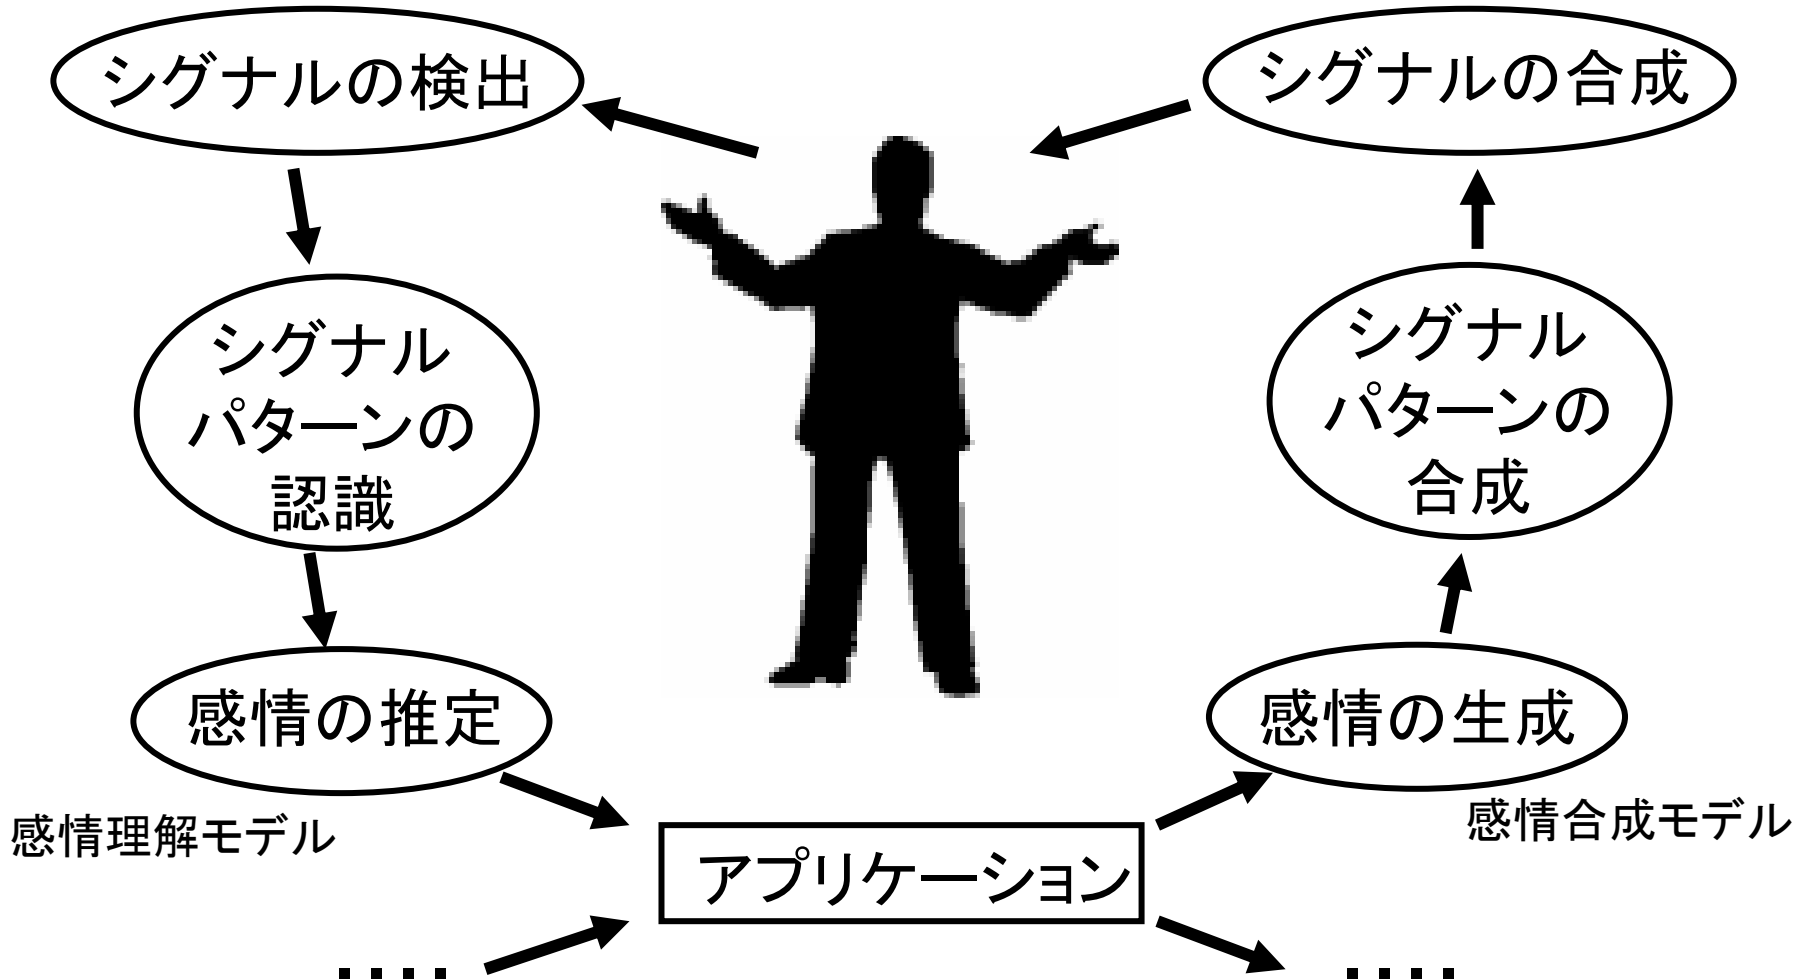 シグナルの検出
シグナルの合成
シグナル
パターンの
認識
シグナル
パターンの
合成
感情の推定
感情の生成
感情理解モデル
感情合成モデル
アプリケーション
‥‥
‥‥